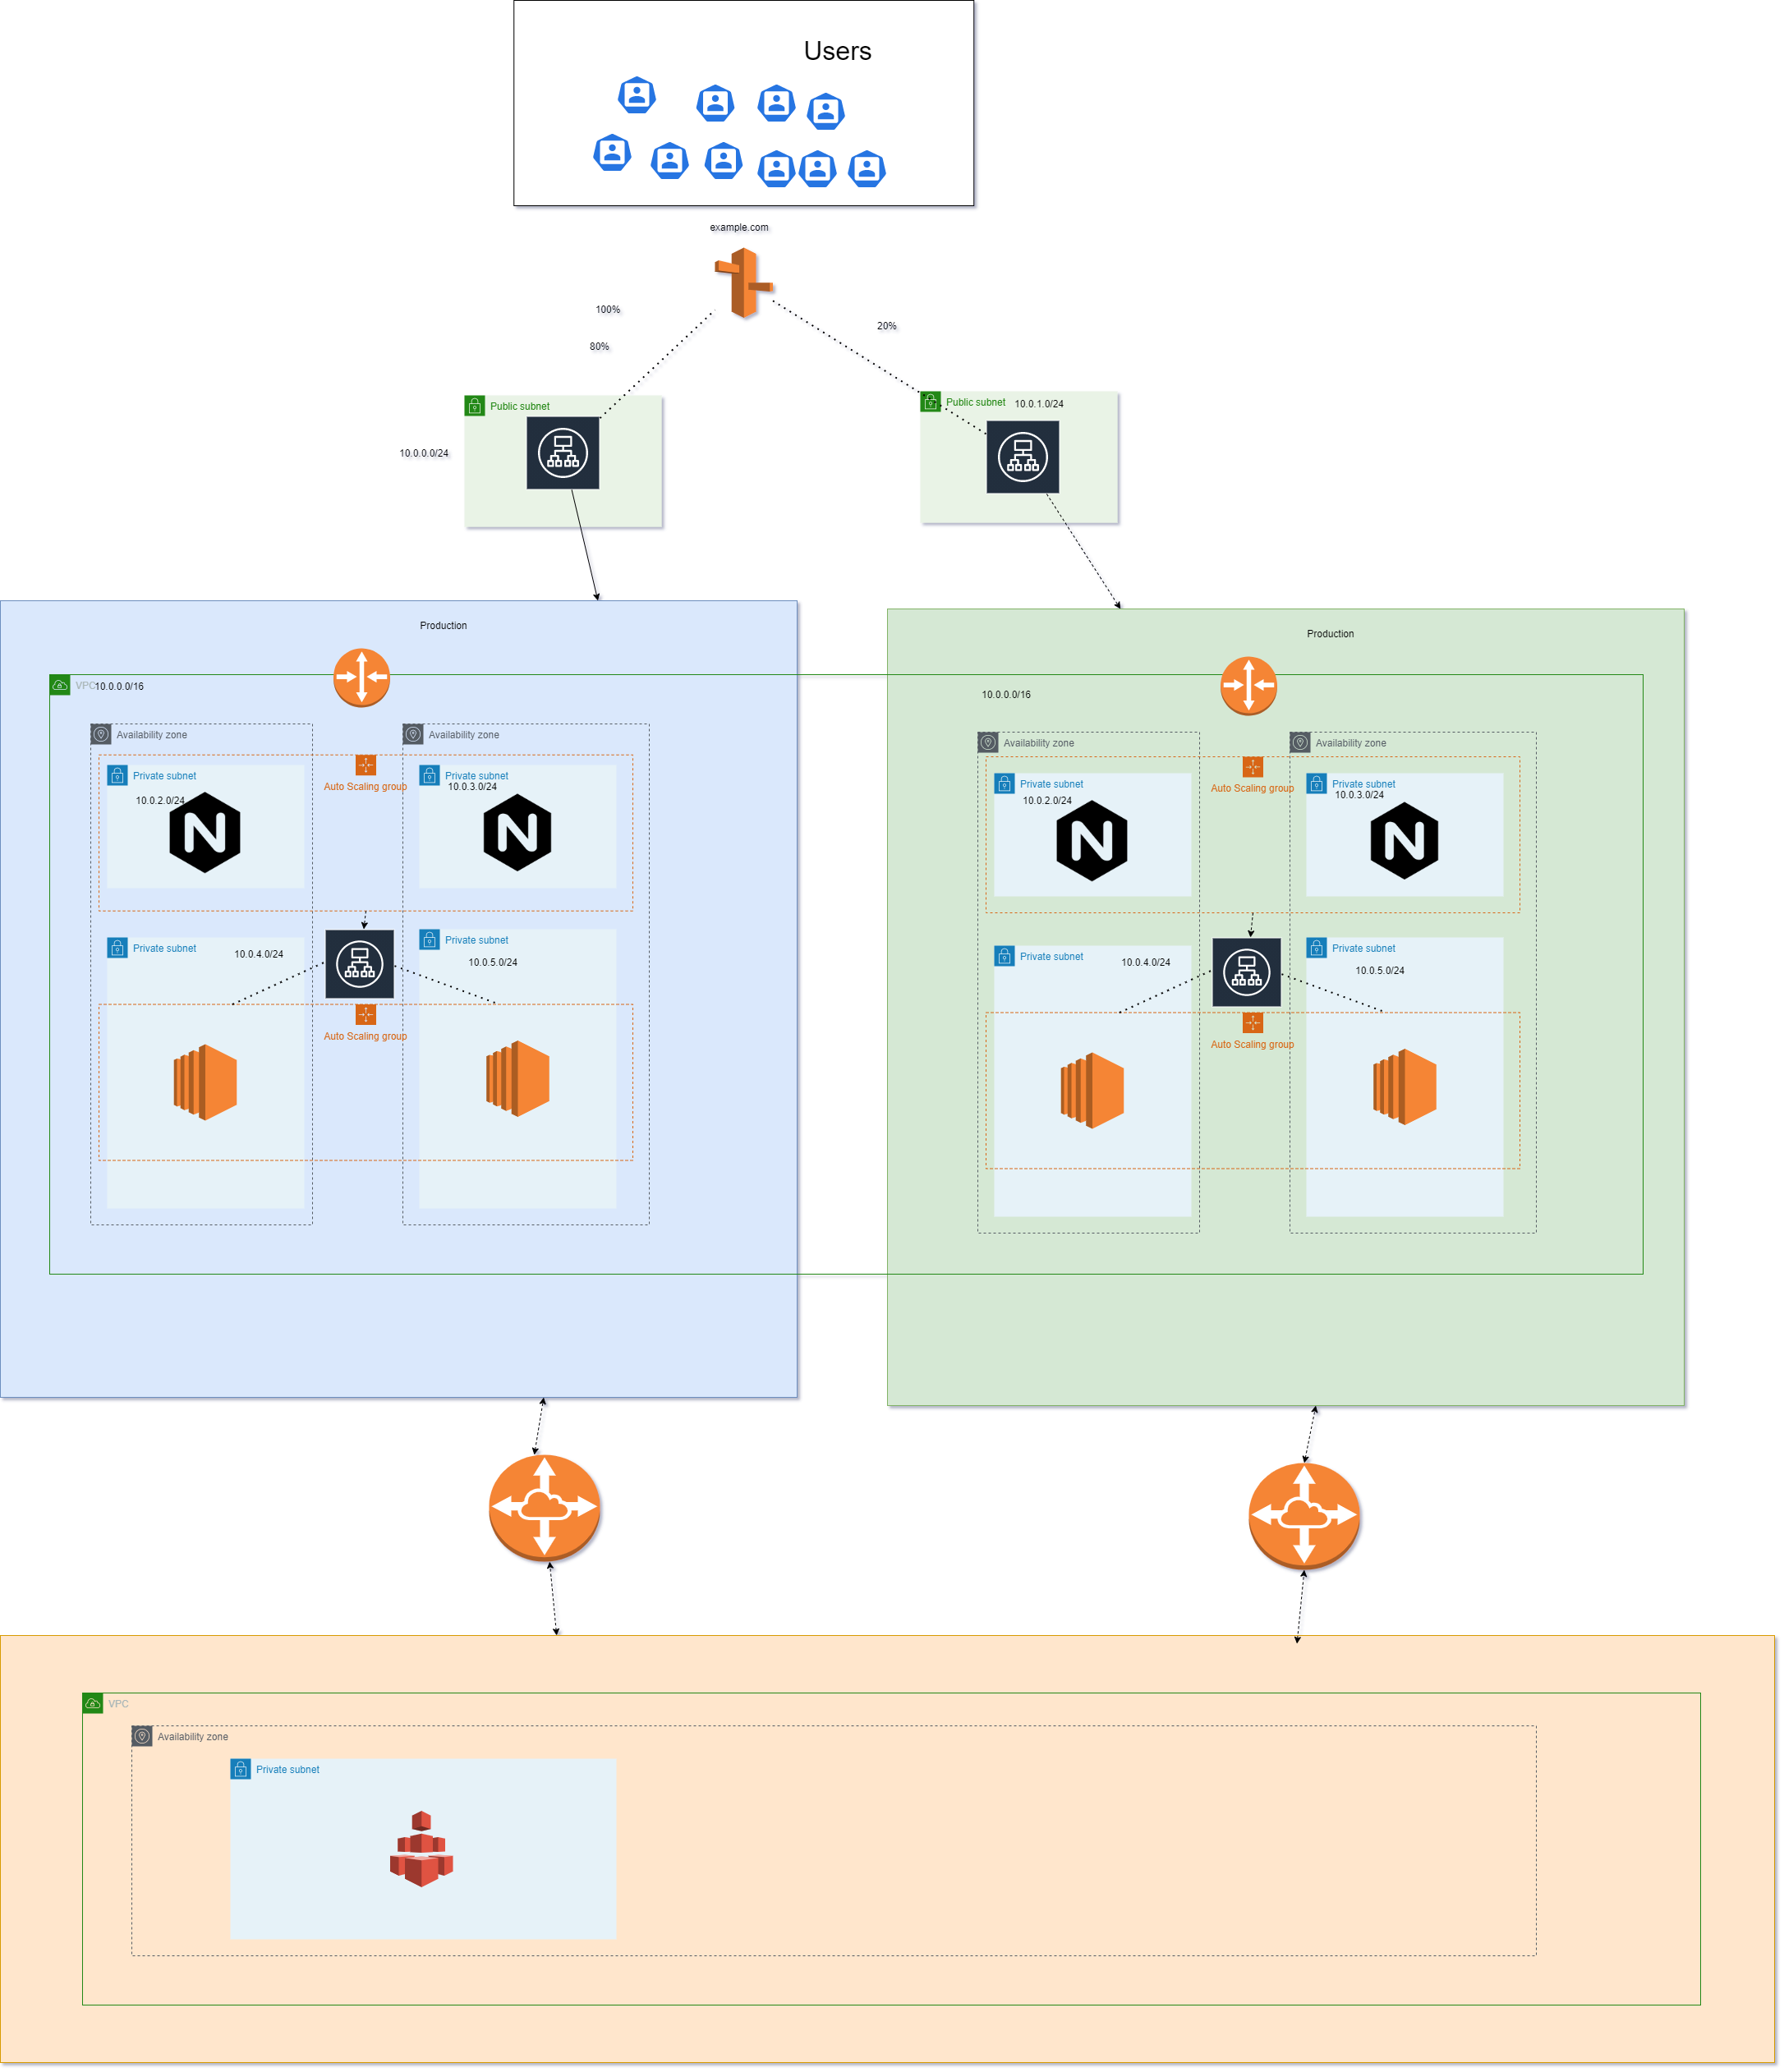 Users
example.com
100%
20%
80%
Public subnet
Public subnet
10.0.1.0/24
10.0.0.0/24
Production
VPC
10.0.0.0/16
Availability zone
Availability zone
Private subnet
10.0.2.0/24
Auto Scaling group
Private subnet
10.0.3.0/24
Private subnet
10.0.4.0/24
Private subnet
10.0.5.0/24
Auto Scaling group
Production
10.0.0.0/16
Availability zone
Availability zone
Private subnet
10.0.2.0/24
Auto Scaling group
Private subnet
10.0.3.0/24
Private subnet
10.0.4.0/24
Private subnet
10.0.5.0/24
Auto Scaling group
VPC
Availability zone
Private subnet